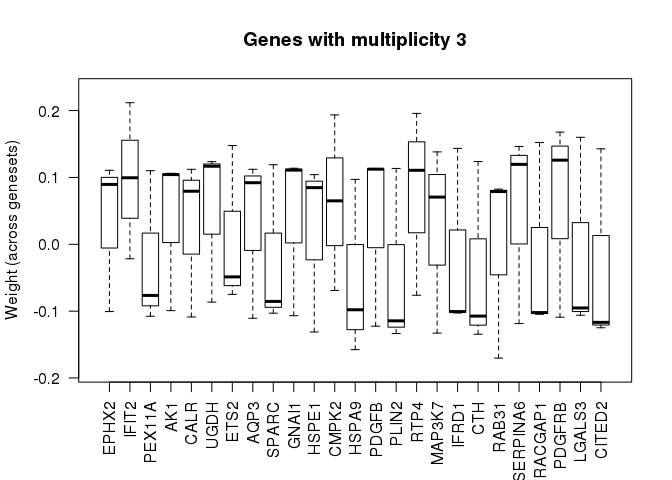 Genes with multiplicity 3
Weight (across genesets)
0.2
0.1
0.0
-0.1
-0.2
EPHX2
IFIT2
PEX11A
AK1
CALR
UGDH
ETS2
AQP3
SPARC
GNAI1
HSPE1
CMPK2
HSPA9
PDGFB
PLIN2
RTP4
MAP3K7
IFRD1
CTH
RAB31
SERPINA6
RACGAP1
PDGFRB
LGALS3
CITED2